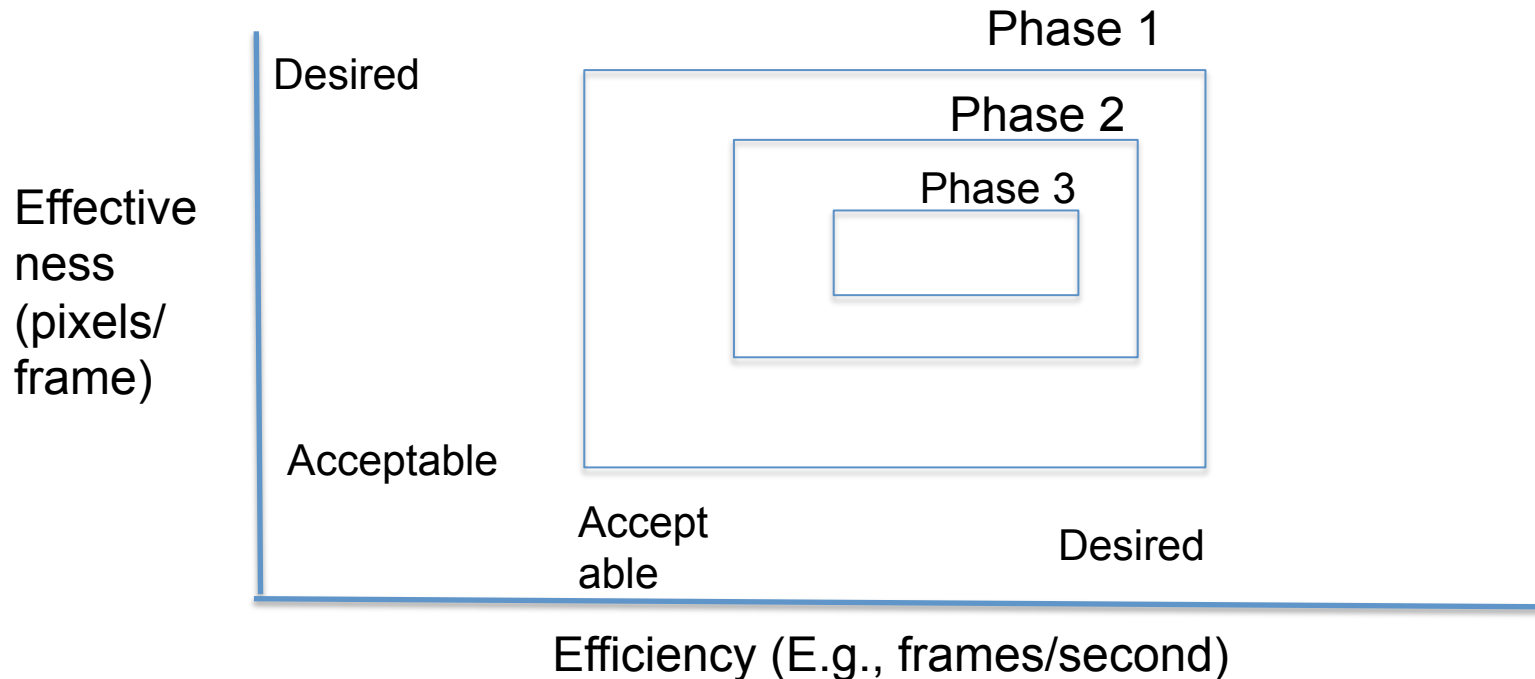 Phase 1
Desired
Phase 2
Phase 3
Effective
ness
(pixels/
frame)
Acceptable
Accept
able
Desired
Efficiency (E.g., frames/second)